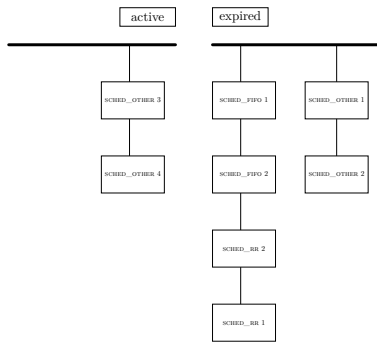 active expired
SCHED_OTHER 3 SCHED_FIFO 1 SCHED_OTHER 1
SCHED_OTHER 4 SCHED_FIFO 2 SCHED_OTHER 2
SCHED_RR 2
SCHED_RR 1